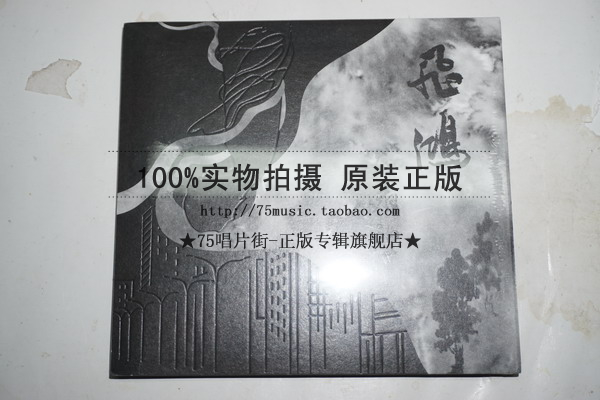 飛鴻
100%实物拍摄 原装正版
http://75music.taobao.com
★75唱片街-正版专辑旗舰店★